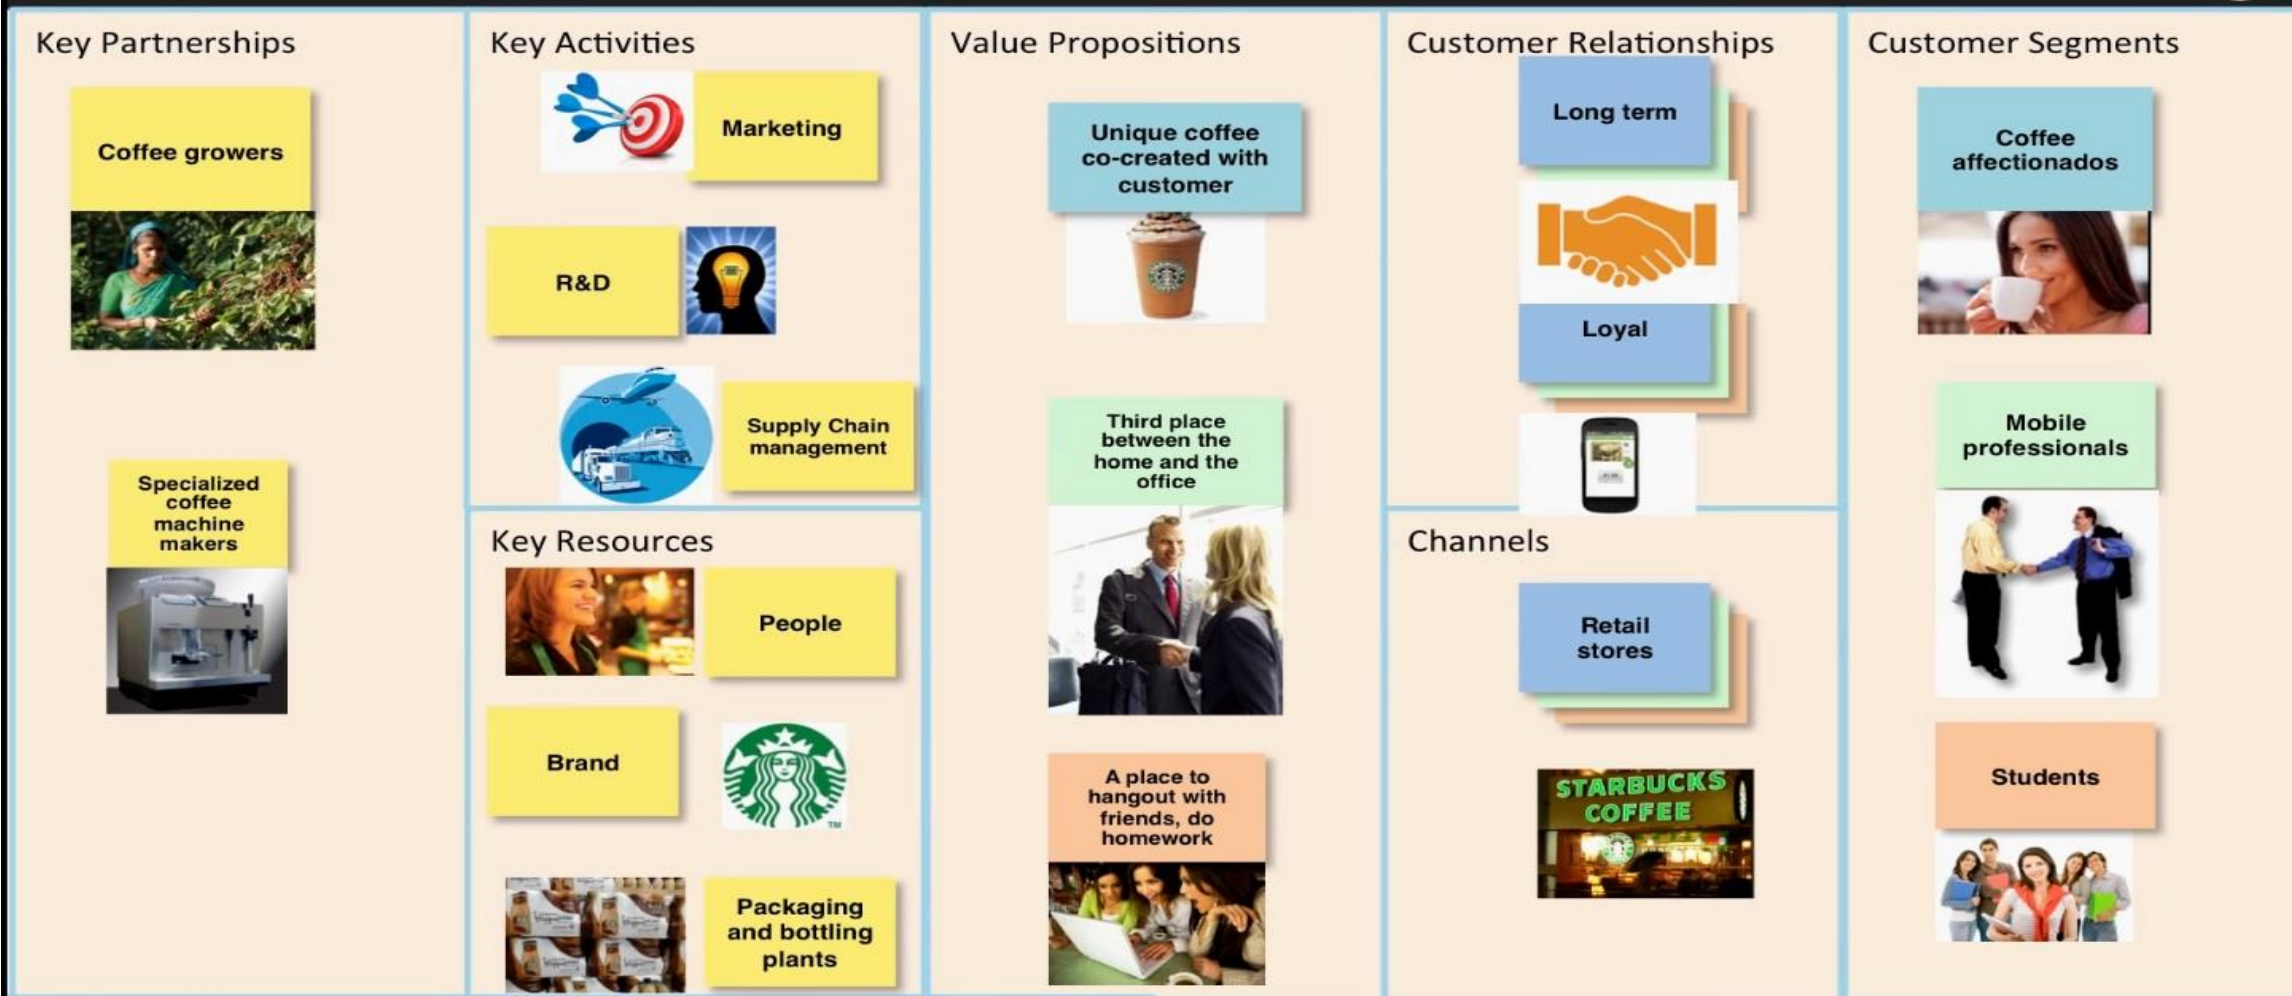 Key Partnerships
Coffee growers
Specialized
coffee
machine
makers
Key Activities
Marketing
R&D
Supply Chain
management
Key Resources
People
Brand
TM
Packaging
and bottling
plants
Value Propositions
Unique coffee
co-created with
customer
Third place
between the
home and the
office
A place to
hangout with
friends, do
homework
Customer Relationships
Long term
Loyal
Channels
Retail
stores
STARBUCKS
COFFEE
Customer Segments
Coffee
affectionados
Mobile
professionals
Students